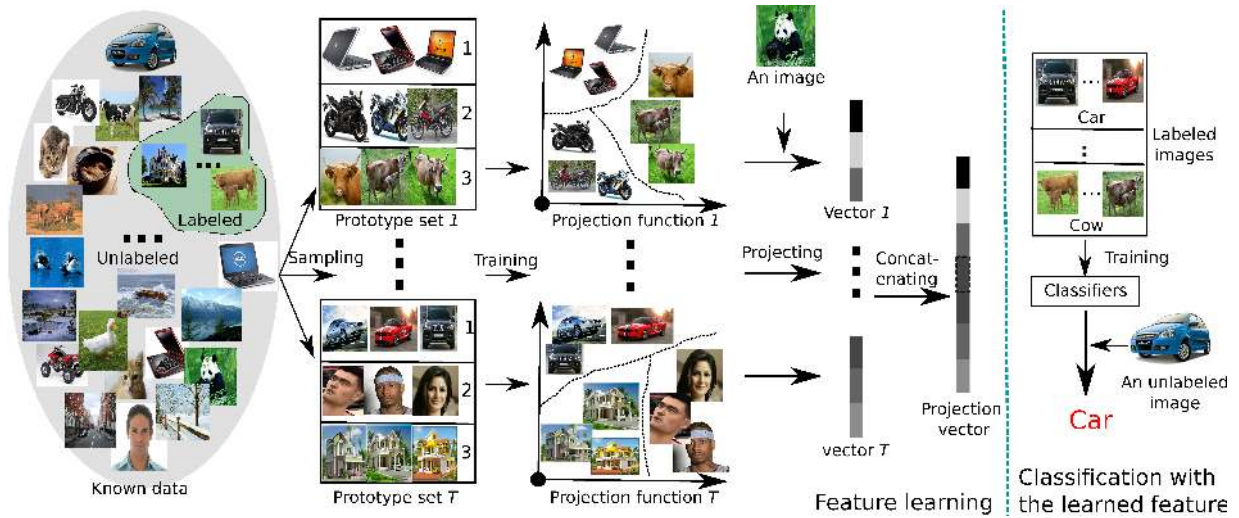 Labeled
Unlabeled
Known data
Sampling
1
2
3
Prototype set 1
1
2
3
Prototype set T
Training
Projection function 1
Projection function T
An image
Projecting
Vector 1
Concat-
enating
vector T
Projection
vector
Feature learning
Car
Cow
Labeled
images
Training
Classifiers
An unlabeled
image
Car
Classification with
the learned feature